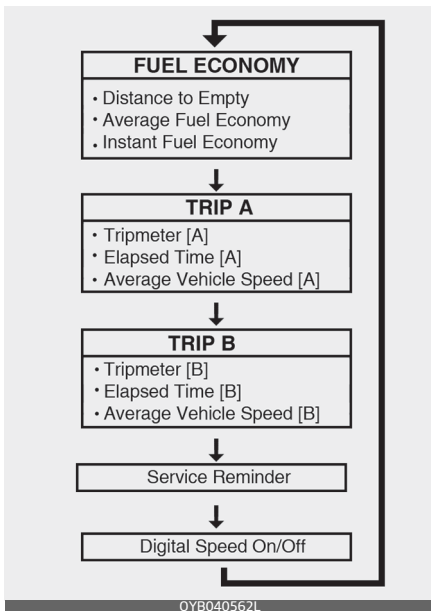 FUEL ECONOMY
• Distance to Empty
• Average Fuel Economy
• Instant Fuel Economy
TRIP A
• Tripmeter [A]
• Elapsed Time [A]
• Average Vehicle Speed [A]
TRIP B
• Tripmeter [B]
• Elapsed Time [B]
• Average Vehicle Speed [B]
Service Reminder
Digital Speed On/Off
OYB040562L